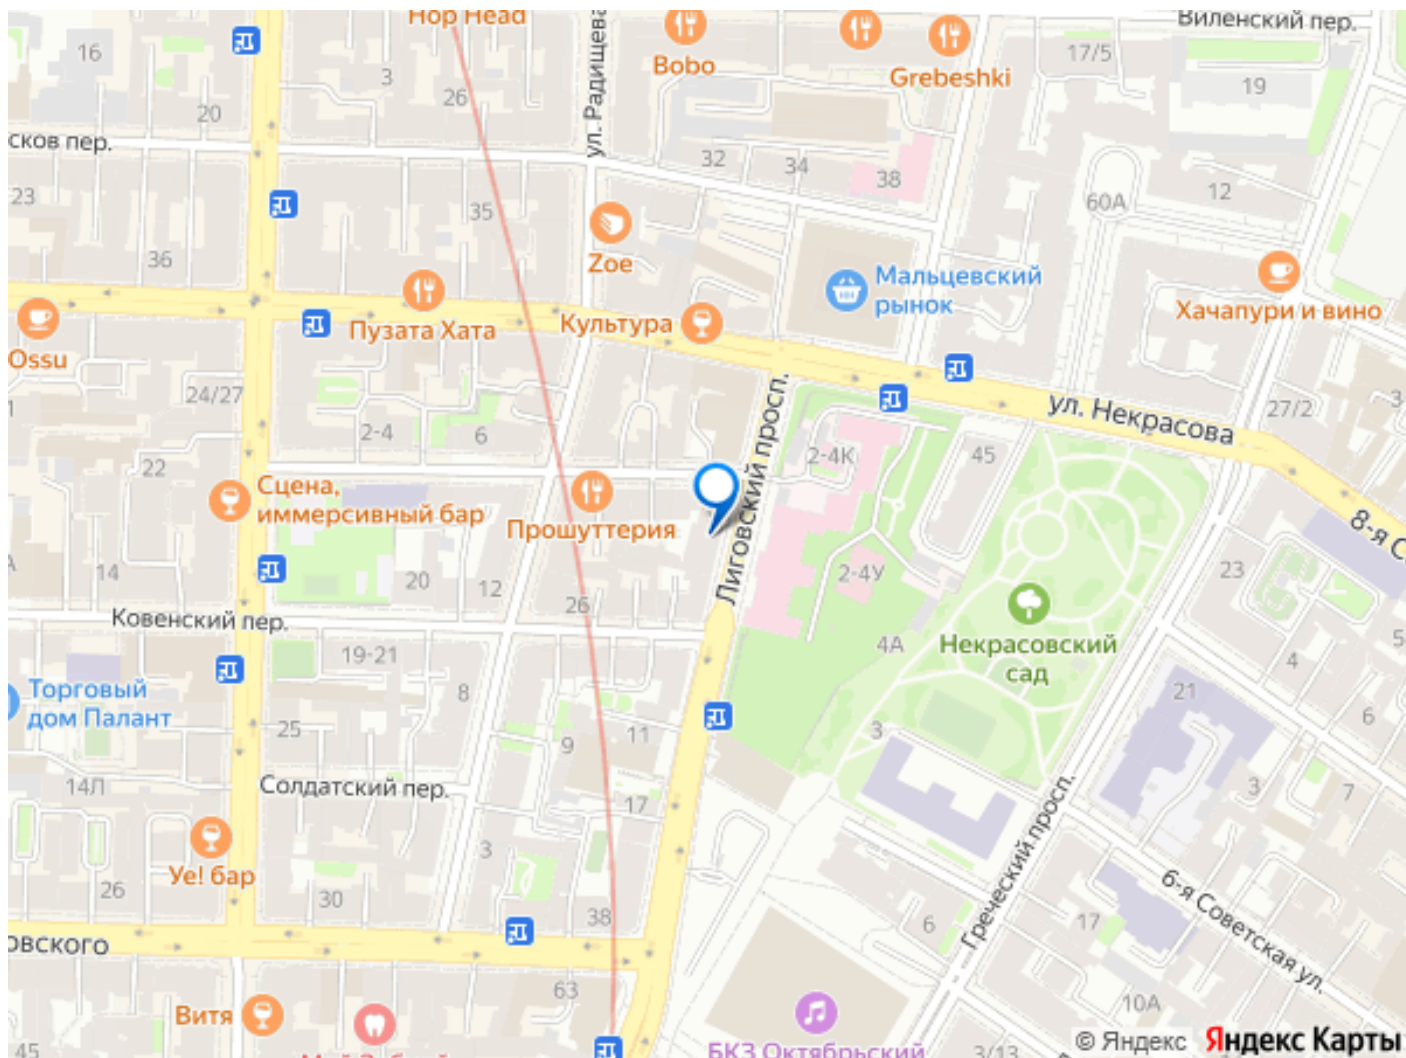 Hop Head
Виленский пер.
16
3
26
ул. Радищева
Bobo
Grebeshki
17/5
19
20
сков пер.
32
34
38
23
35
60А
12
36
Zoe
Мальцевский
рынок
Хачапури и вино
Пузата Хата
Культура
Ossu
24/27
2-4
6
Лиговский просп.
2-4К
45
ул. Некрасова
27/2
3
22
Сцена,
иммерсивный бар
Прошуттерия
8-я С
14
20
12
26
2-4У
23
Ковенский пер.
19-21
4А
Некрасовский
сад
5
4
Торговый
дом Палант
8
25
9
11
3
21
6
14Л
Солдатский пер.
17
Греческий просп.
3
7
Уе! бар
26
30
3
38
6
17
6-я Советская ул.
овского
63
10А
Витя
45
БКЗ Октябрьский
3/13
© Яндекс
Яндекс Карты